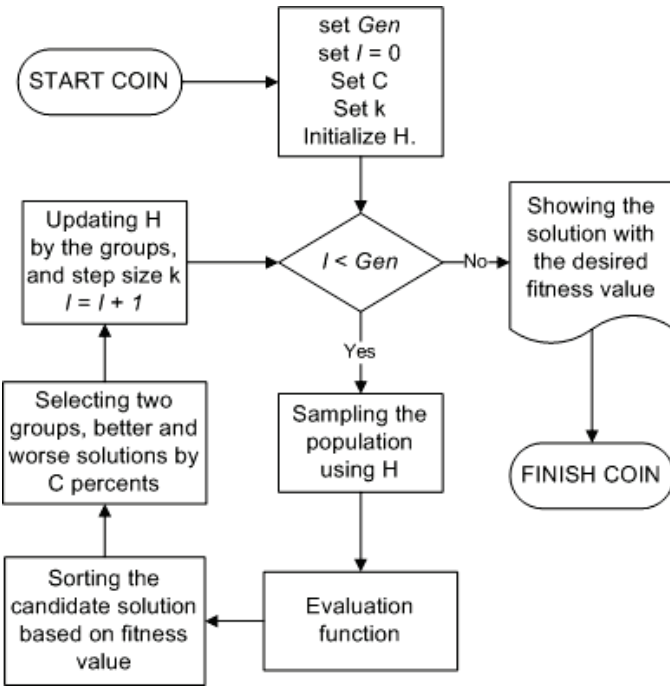 START COIN
set Gen
set I = 0
Set C
Set k
Initialize H.
Updating H
by the groups,
and step size k
I = I + 1
I < Gen
No
Showing the
solution with
the desired
fitness value
Yes
Selecting two
groups, better and
worse solutions by
C percents
Sampling the
population
using H
FINISH COIN
Sorting the
candidate solution
based on fitness
value
Evaluation
function